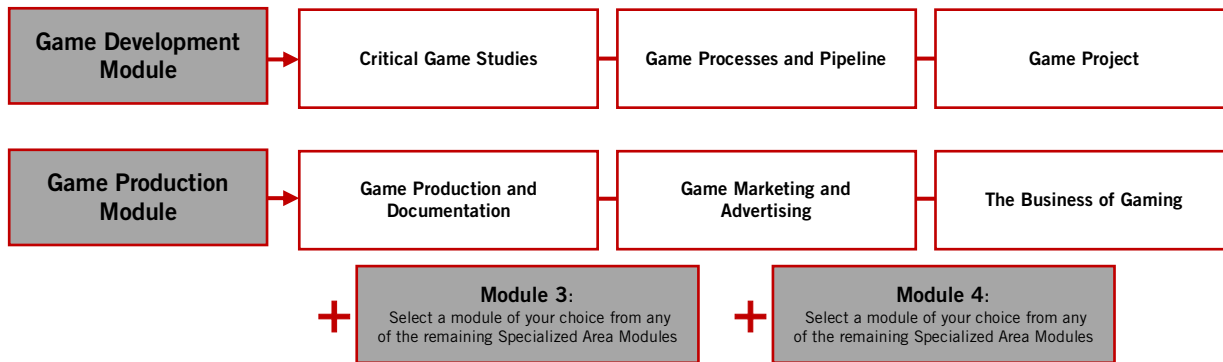 Game Development
Module
Critical Game Studies
Game Processes and Pipeline
Game Project
Game Production
Module
Game Production and
Documentation
Game Marketing and
Advertising
The Business of Gaming
+
Module 3:
Select a module of your choice from any
of the remaining Specialized Area Modules
+
Module 4:
Select a module of your choice from any
of the remaining Specialized Area Modules